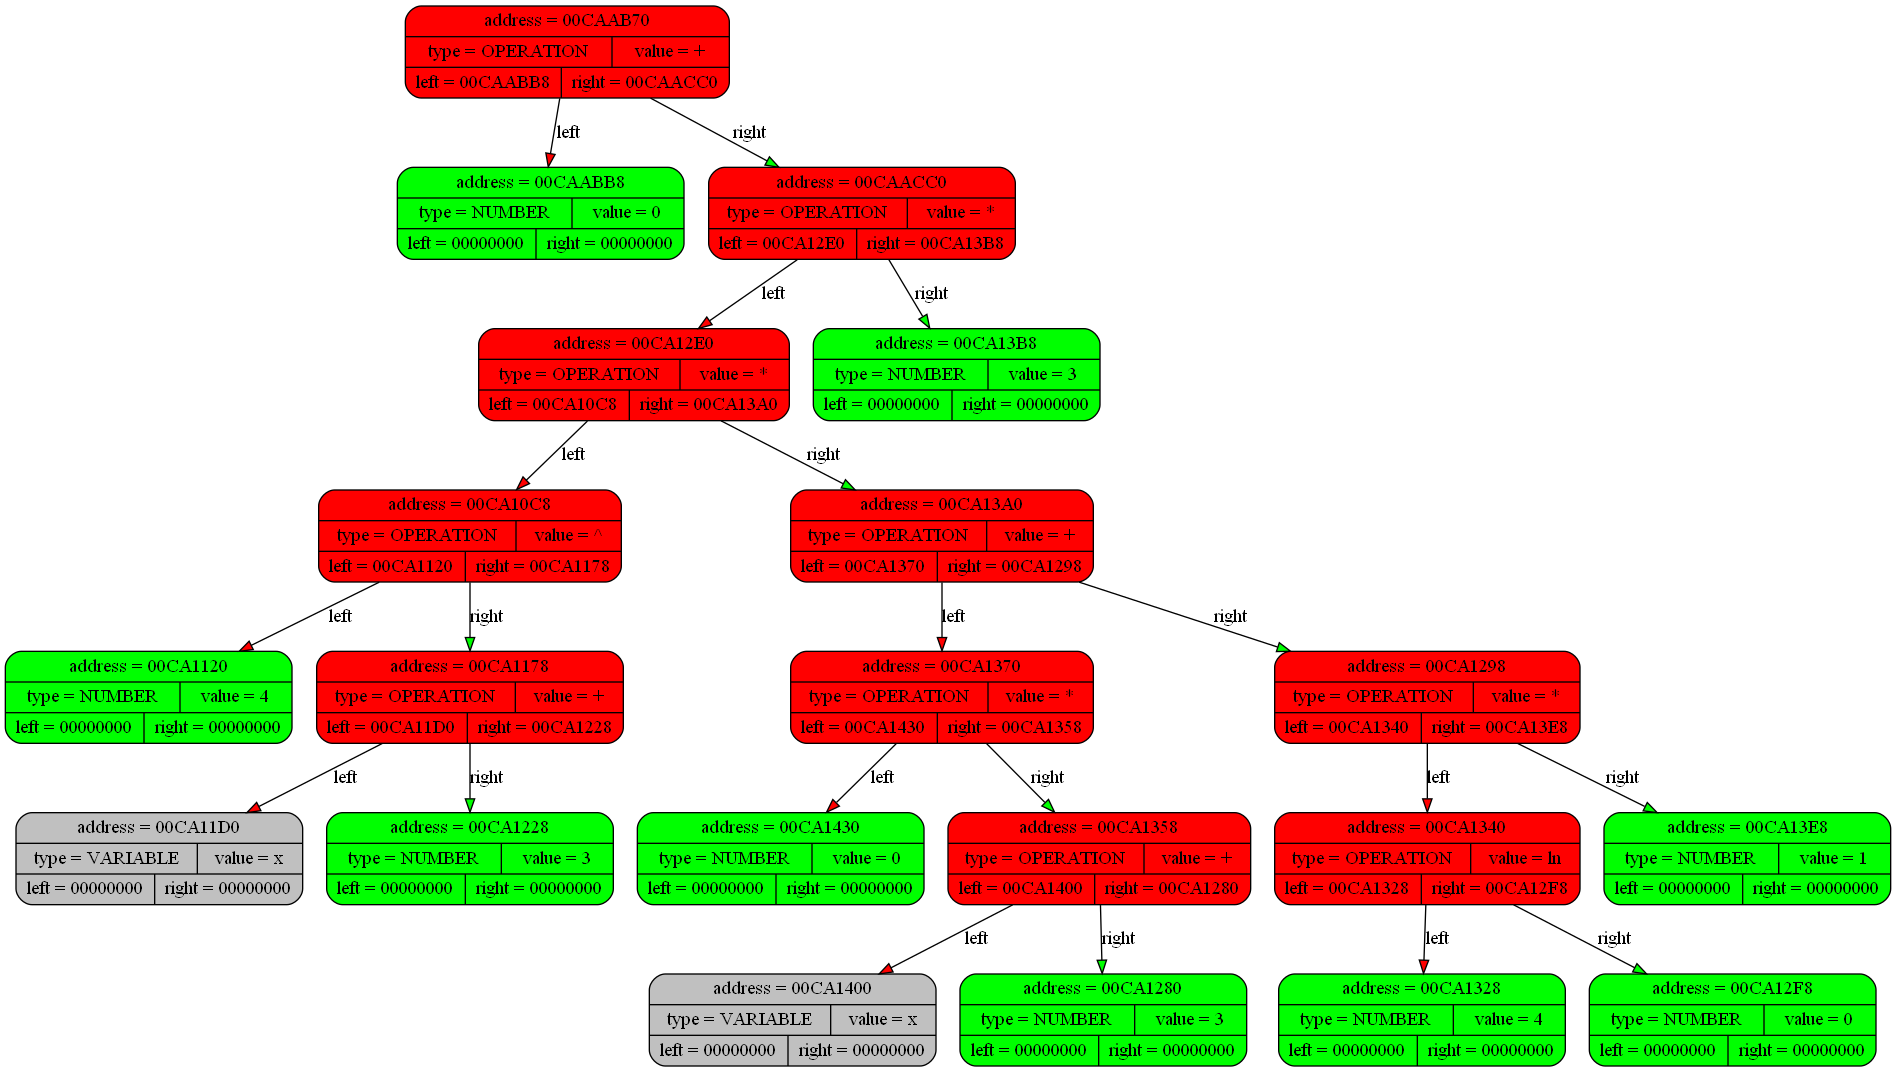 address = 00CAAB70
type = OPERATION value = +
left = 00CAABB8 right = 00CAACC0
left right
address = 00CAABB8
type = NUMBER value = 0
left = 00000000 right = 00000000
address = 00CAACC0
type = OPERATION value = *
left = 00CA12E0 right = 00CA13B8
left right
address = 00CA12E0
type = OPERATION value = *
left = 00CA10C8 right = 00CA13A0
address = 00CA13B8
type = NUMBER value = 3
left = 00000000 right = 00000000
left right
address = 00CA10C8
type = OPERATION value = ^
left = 00CA1120 right = 00CA1178
address = 00CA13A0
type = OPERATION value = +
left = 00CA1370 right = 00CA1298
left right left right
address = 00CA1120
type = NUMBER value = 4
left = 00000000 right = 00000000
address = 00CA1178
type = OPERATION value = +
left = 00CA11D0 right = 00CA1228
address = 00CA1370
type = OPERATION value = *
left = 00CA1430 right = 00CA1358
address = 00CA1298
type = OPERATION value = *
left = 00CA1340 right = 00CA13E8
left right left right left right
address = 00CA11D0
type = VARIABLE value = x
left = 00000000 right = 00000000
address = 00CA1228
type = NUMBER value = 3
left = 00000000 right = 00000000
address = 00CA1430
type = NUMBER value = 0
left = 00000000 right = 00000000
address = 00CA1358
type = OPERATION value = +
left = 00CA1400 right = 00CA1280
address = 00CA1340
type = OPERATION value = ln
left = 00CA1328 right = 00CA12F8
address = 00CA13E8
type = NUMBER value = 1
left = 00000000 right = 00000000
left right left right
address = 00CA1400
type = VARIABLE value = x
left = 00000000 right = 00000000
address = 00CA1280
type = NUMBER value = 3
left = 00000000 right = 00000000
address = 00CA1328
type = NUMBER value = 4
left = 00000000 right = 00000000
address = 00CA12F8
type = NUMBER value = 0
left = 00000000 right = 00000000